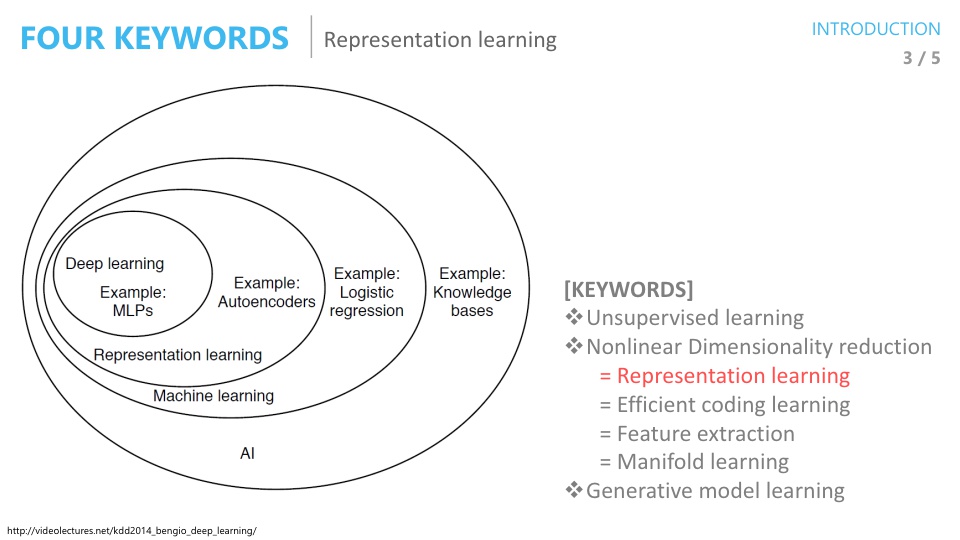 FOUR KEYWORDS
Representation learning
INTRODUCTION
3 / 5
Deep learning
Example:
MLPs
Example:
Autoencoders
Example:
Logistic
regression
Example:
Knowledge
bases
Representation learning
Machine learning
AI
[KEYWORDS]
❖Unsupervised learning
❖Nonlinear Dimensionality reduction
= Representation learning
= Efficient coding learning
= Feature extraction
= Manifold learning
❖Generative model learning
http://videolectures.net/kdd2014_bengio_deep_learning/